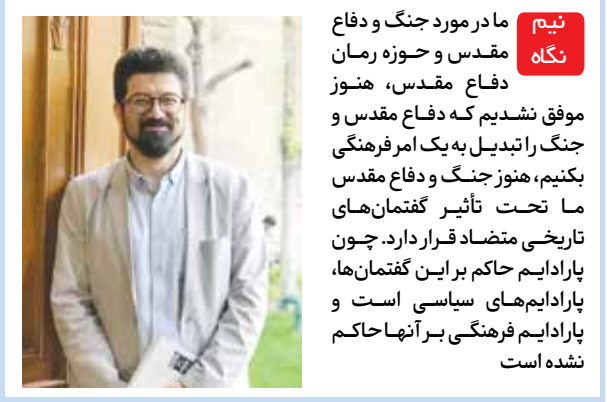 نیم
نگاه
ما در مورد جنگ و دفاع
مقدس و حوزه رمان
دفاع مقدس، هنوز
موفق نشدیم که دفاع مقدس و
جنگ را تبدیل به یک امر فرهنگی
بکنیم، هنوز جنگ و دفاع مقدس
ما تحت تأثیر گفتمان‌های
تاریخی متضاد قرار دارد. چون
پارادایم حاکم بر این گفتمان‌ها،
پارادایم‌های سیاسی است و
پارادایم فرهنگی بر آنها حاکم
نشده است